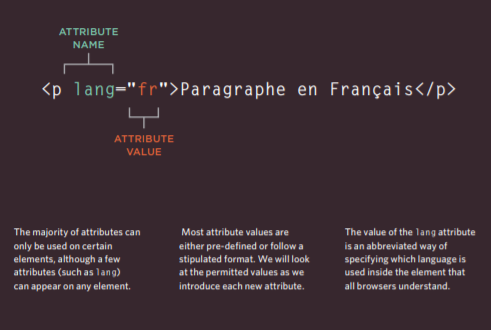 ATTRIBUTE
NAME
<p lang="fr">Paragraphe en Français</p>
ATTRIBUTE
VALUE
The majority of attributes can
only be used on certain
elements, although a few
attributes (such as lang)
can appear on any element.
Most attribute values are
either pre-defined or follow a
stipulated format. We will look
at the permitted values as we
introduce each new attribute.
The value of the lang attribute
is an abbreviated way of
specifying which language is
used inside the element that
all browsers understand.